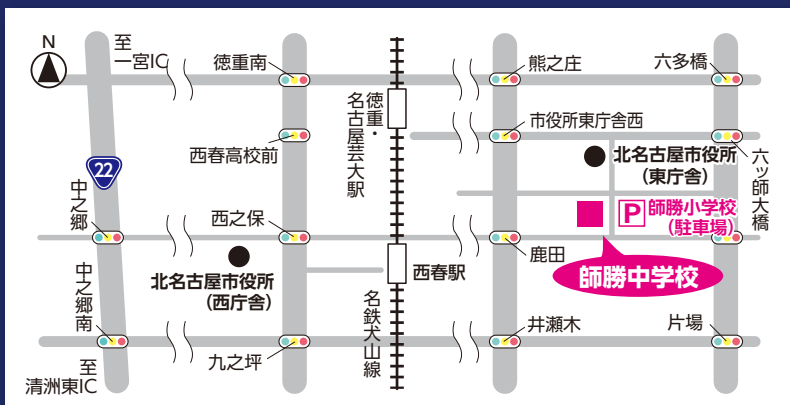 N
至
一宮IC
徳重南
熊之庄
六多橋
徳重・
名古屋芸大駅
西春高校前
市役所東庁舎西
北名古屋市役所
(東庁舎)
六ツ師大橋
22
中之郷
西之保
P
師勝小学校
(駐車場)
北名古屋市役所
(西庁舎)
西春駅
鹿田
師勝中学校
中之郷南
名鉄犬山線
九之坪
井瀬木
片場
至
清洲東IC